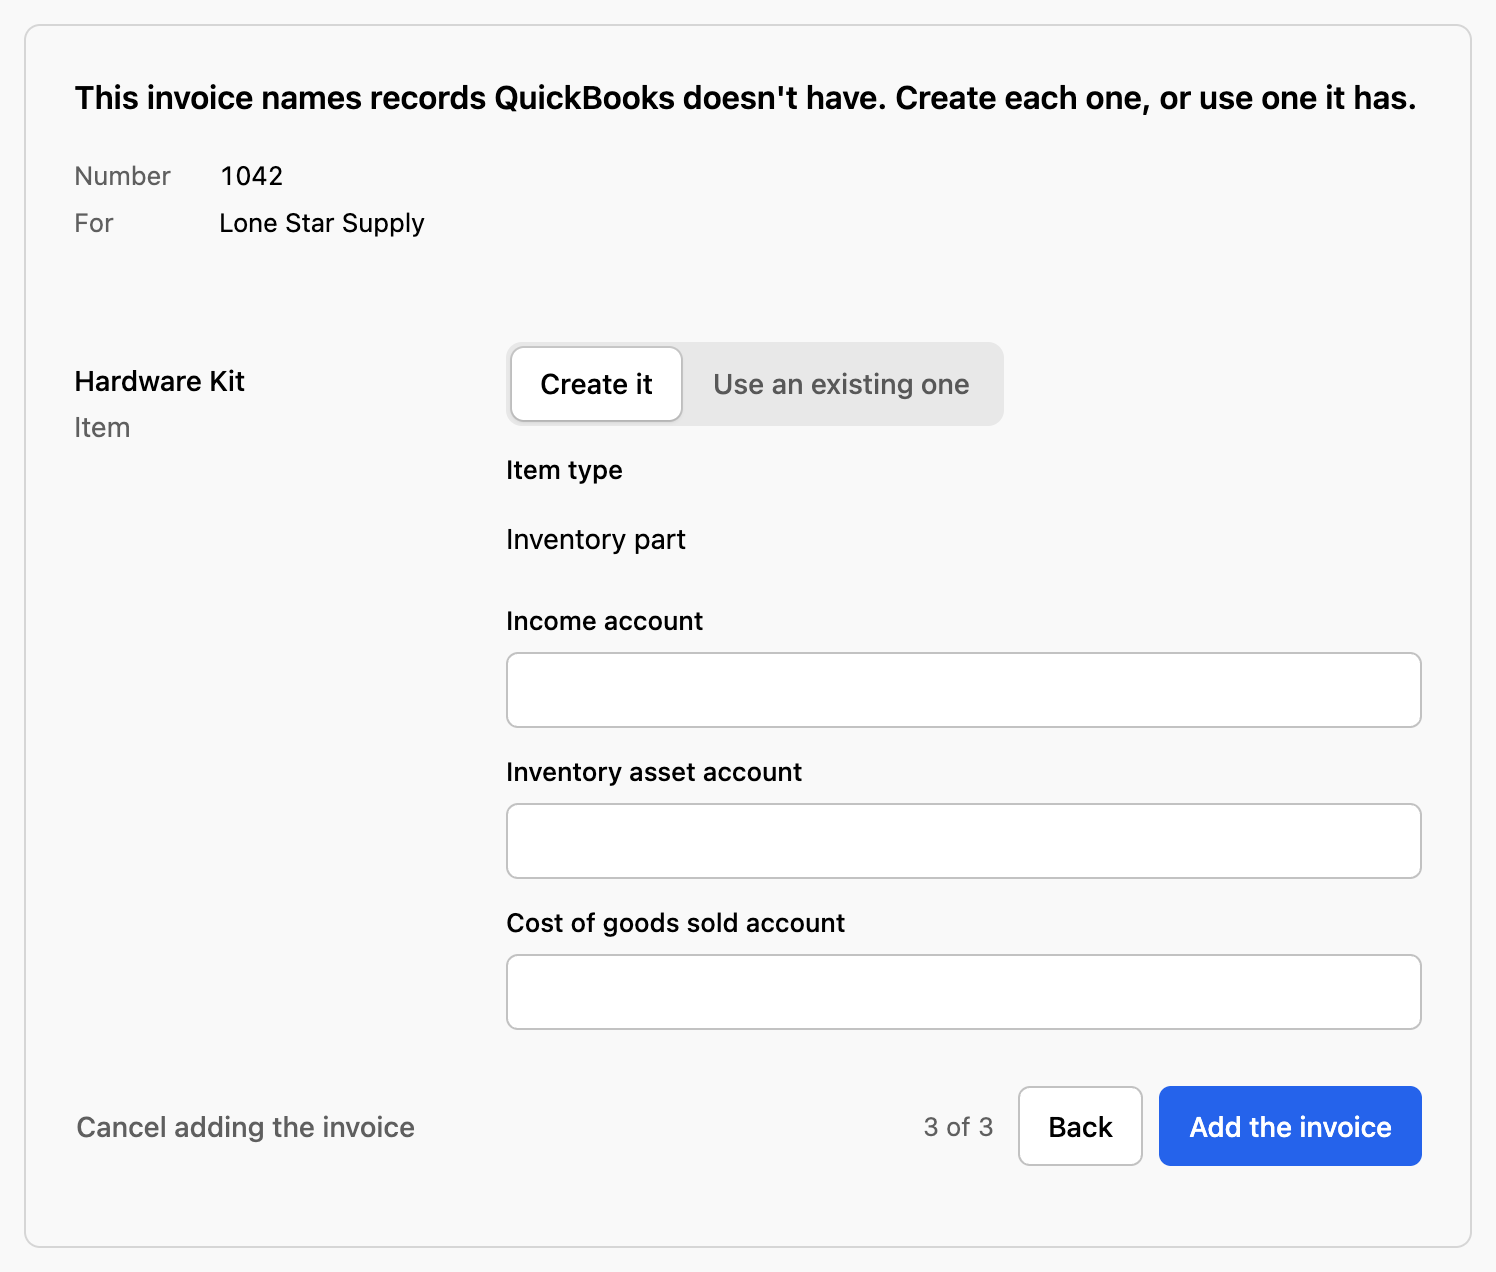 This invoice names records QuickBooks doesn't have. Create each one, or use one it has.
Number 1042
For Lone Star Supply
Hardware Kit
Item
Create it Use an existing one
Item type
Inventory part
Income account
Inventory asset account
Cost of goods sold account
Cancel adding the invoice 3 of 3 Back Add the invoice